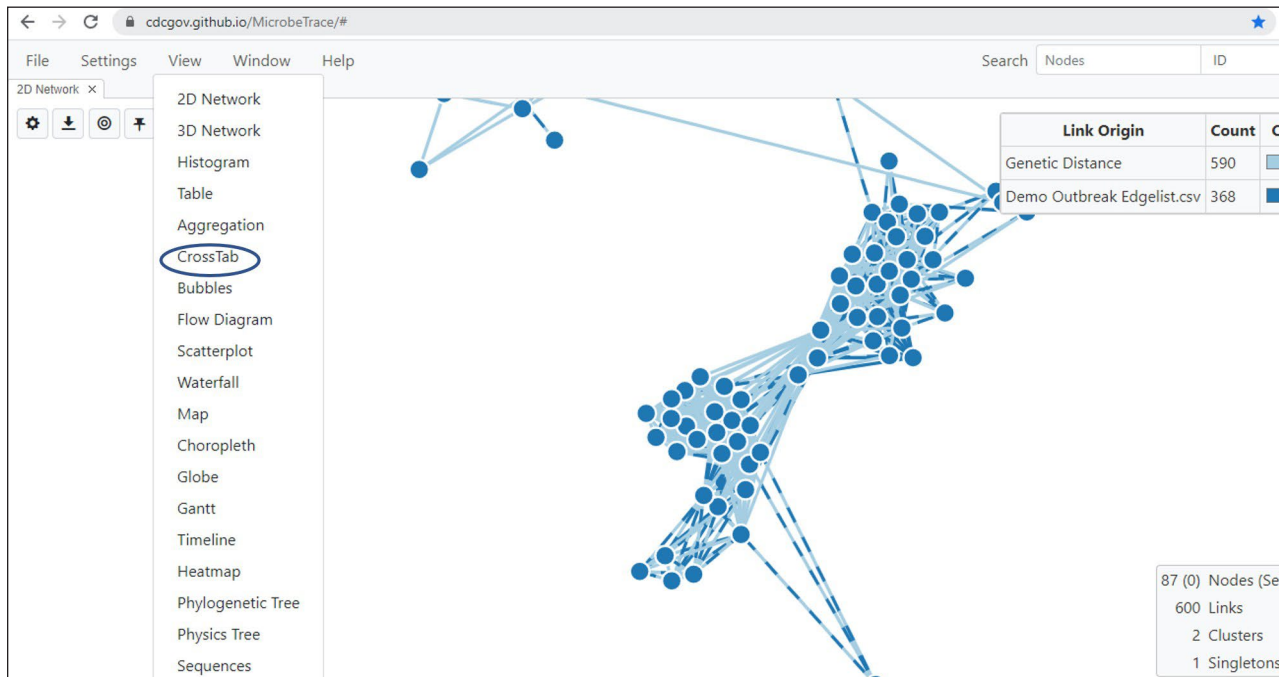 cdcgov.github.io/MicrobeTrace/#
File Settings View Window Help Search Nodes ID
2D Network ×
2D Network
3D Network
Histogram
Table
Aggregation
CrossTab
Bubbles
Flow Diagram
Scatterplot
Waterfall
Map
Choropleth
Globe
Gantt
Timeline
Heatmap
Phylogenetic Tree
Physics Tree
Sequences
Link Origin Count
Genetic Distance 590
Demo Outbreak Edgelist.csv 368
87 (0) Nodes (Se
600 Links
2 Clusters
1 Singletons